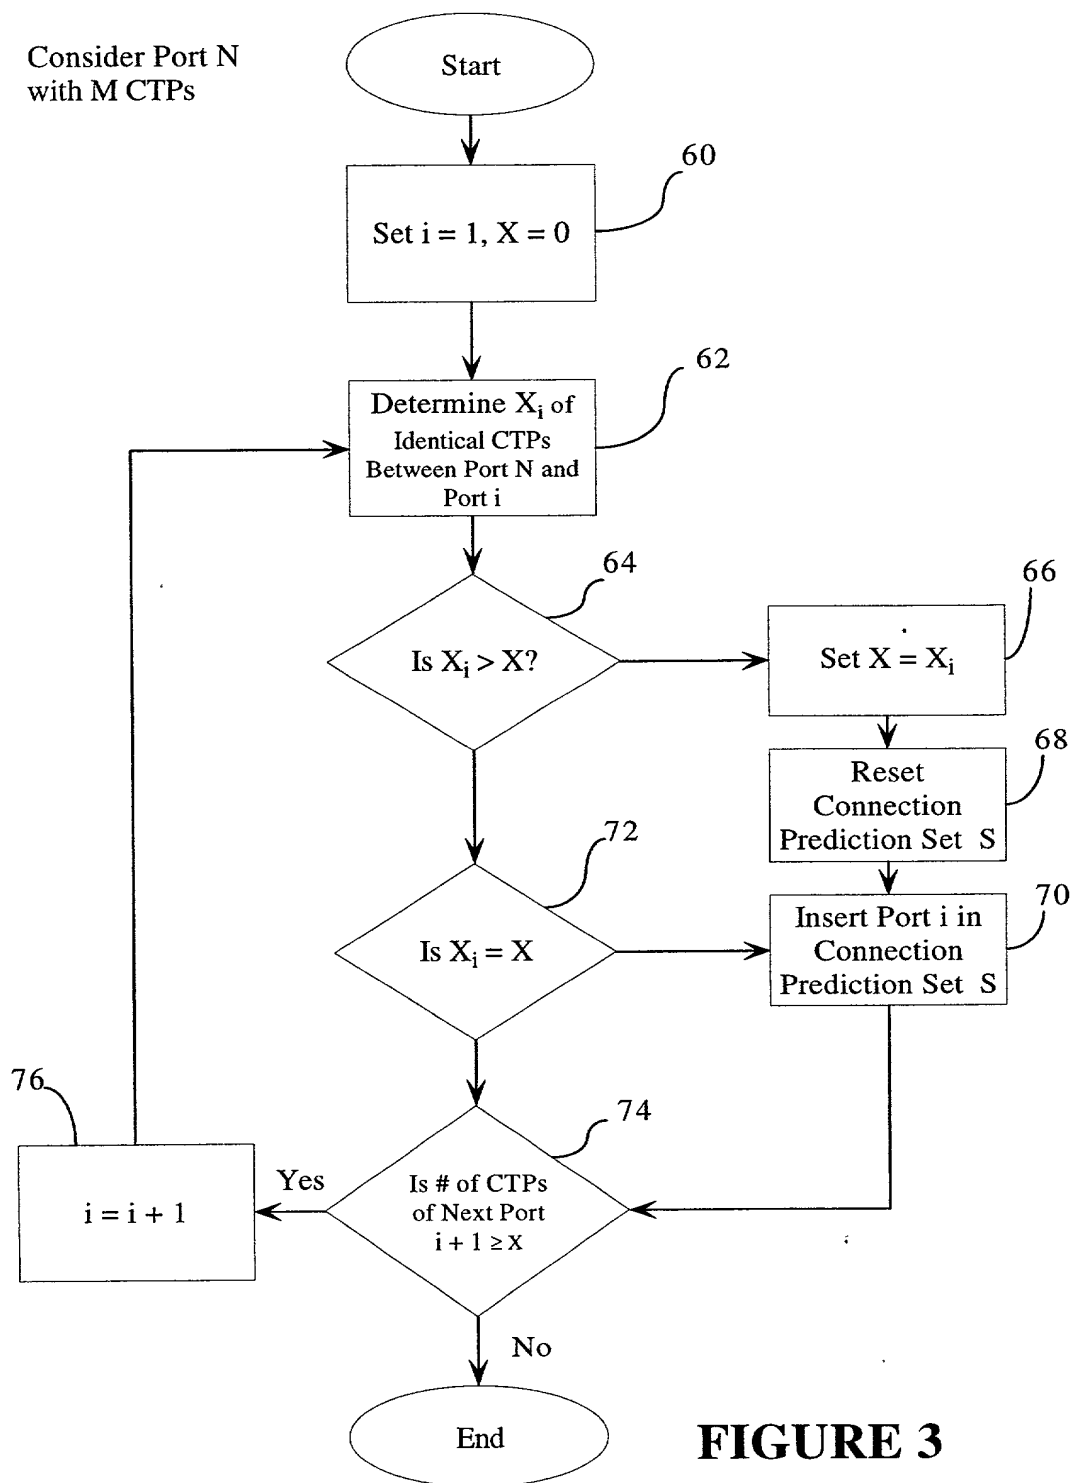 Consider Port N
with M CTPs
Start
60
Set i = 1, X = 0
62
Determine Xᵢ of
Identical CTPs
Between Port N and
Port i
64
Is Xᵢ > X?
66
Set X = Xᵢ
68
Reset
Connection
Prediction Set S
72
Is Xᵢ = X
70
Insert Port i in
Connection
Prediction Set S
76
i = i + 1
Yes
74
Is # of CTPs
of Next Port
i + 1 ≥ X
No
End
FIGURE 3